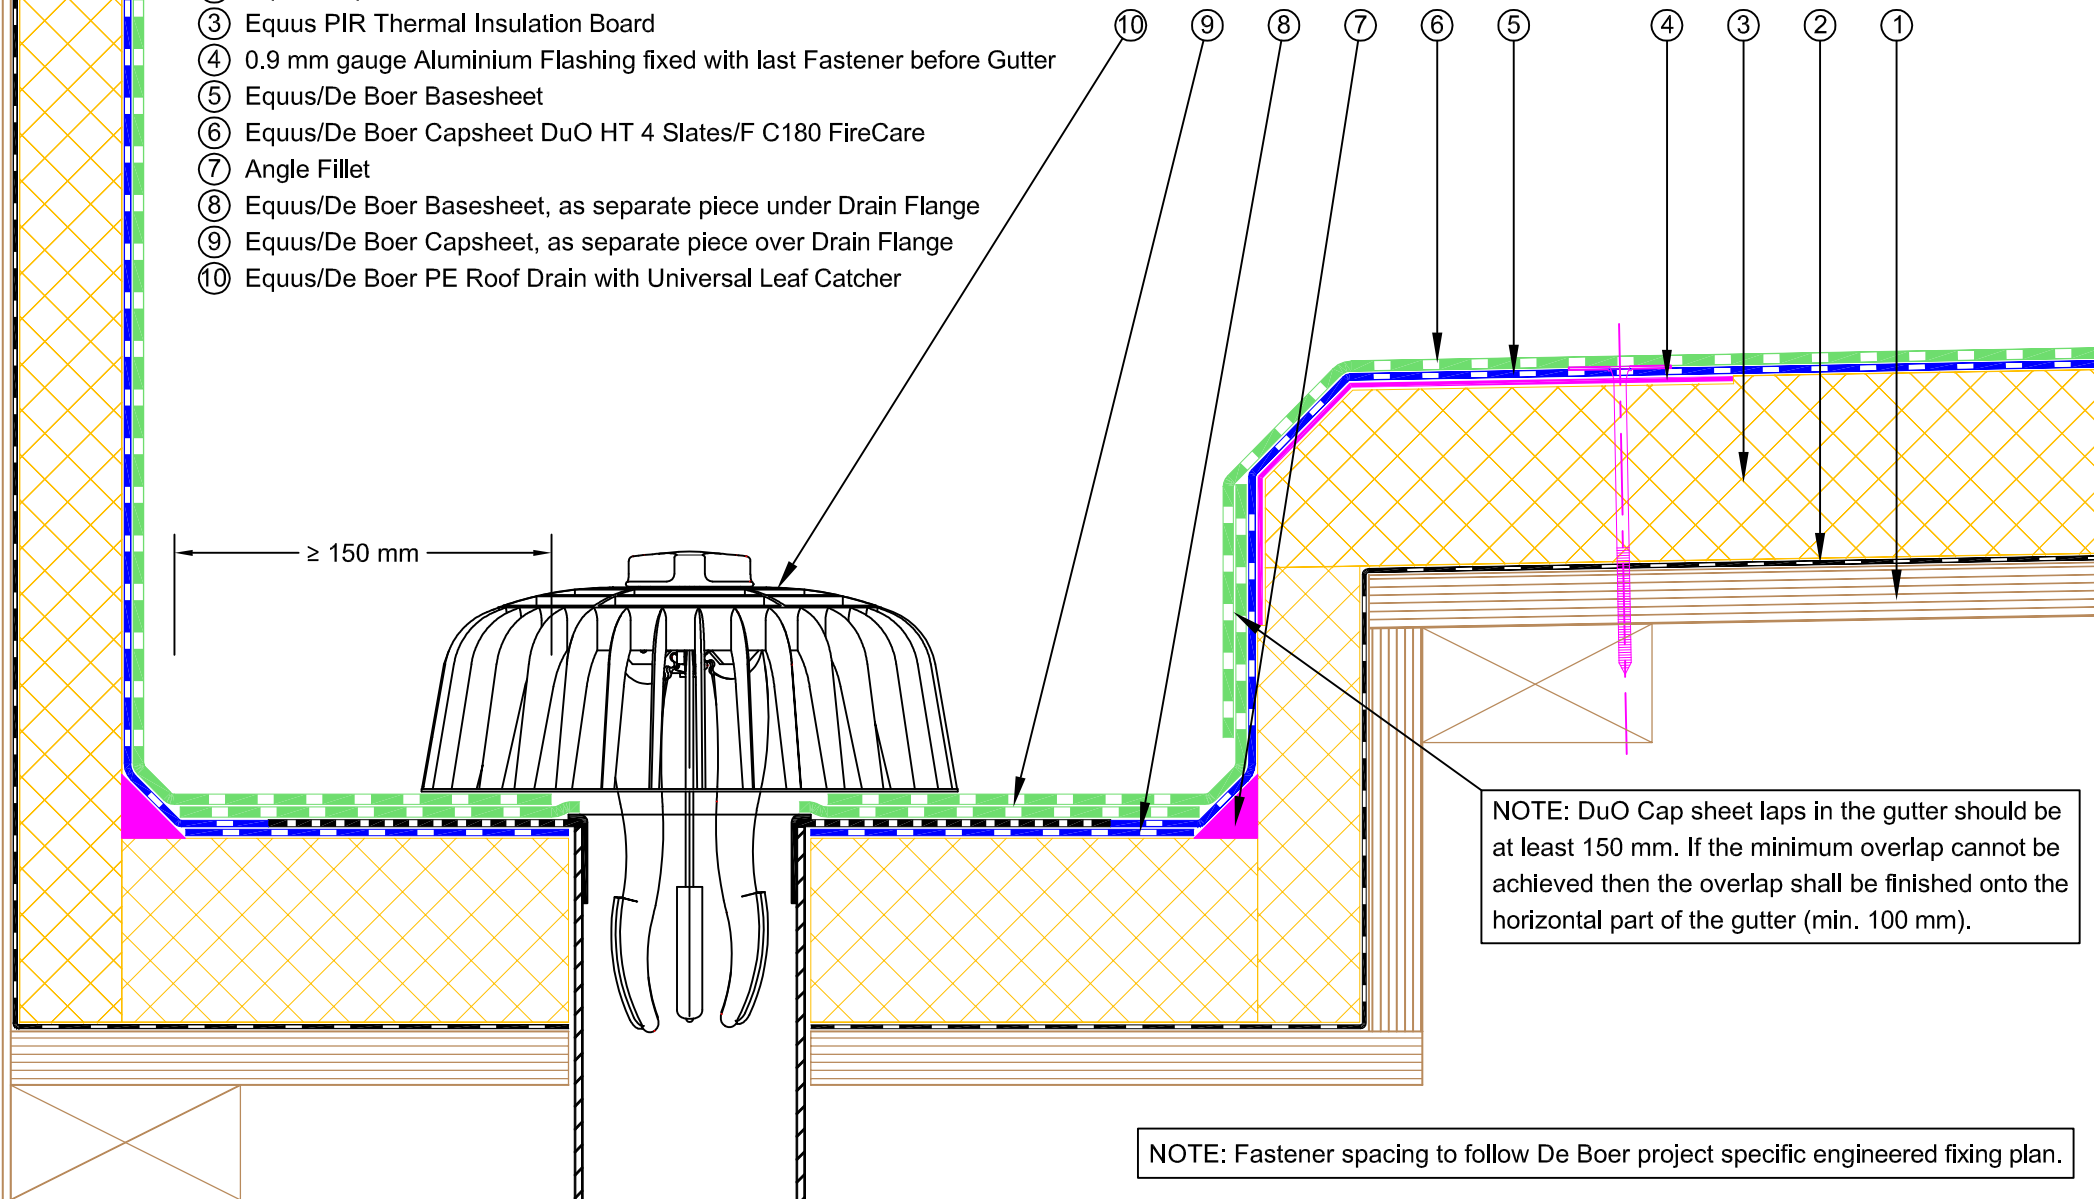 ③ Equus PIR Thermal Insulation Board
④ 0.9 mm gauge Aluminium Flashing fixed with last Fastener before Gutter
⑤ Equus/De Boer Basesheet
⑥ Equus/De Boer Capsheet DuO HT 4 Slates/F C180 FireCare
⑦ Angle Fillet
⑧ Equus/De Boer Basesheet, as separate piece under Drain Flange
⑨ Equus/De Boer Capsheet, as separate piece over Drain Flange
⑩ Equus/De Boer PE Roof Drain with Universal Leaf Catcher
⑩ ⑨ ⑧ ⑦ ⑥ ⑤ ④ ③ ② ①
≥ 150 mm
NOTE: DuO Cap sheet laps in the gutter should be
at least 150 mm. If the minimum overlap cannot be
achieved then the overlap shall be finished onto the
horizontal part of the gutter (min. 100 mm).
NOTE: Fastener spacing to follow De Boer project specific engineered fixing plan.